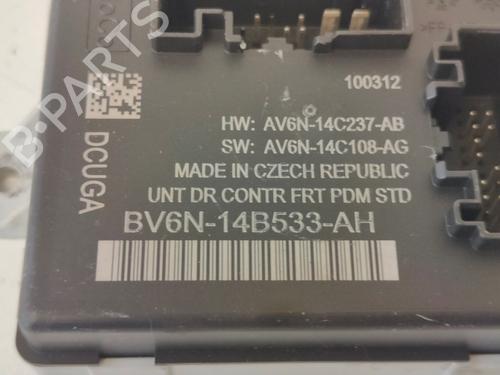 100312
HW: AV6N-14C237-AB
SW: AV6N-14C108-AG
MADE IN CZECH REPUBLIC
UNT DR CONTR FRT PDM STD
BV6N-14B533-AH
DCUGA
B-PARTS